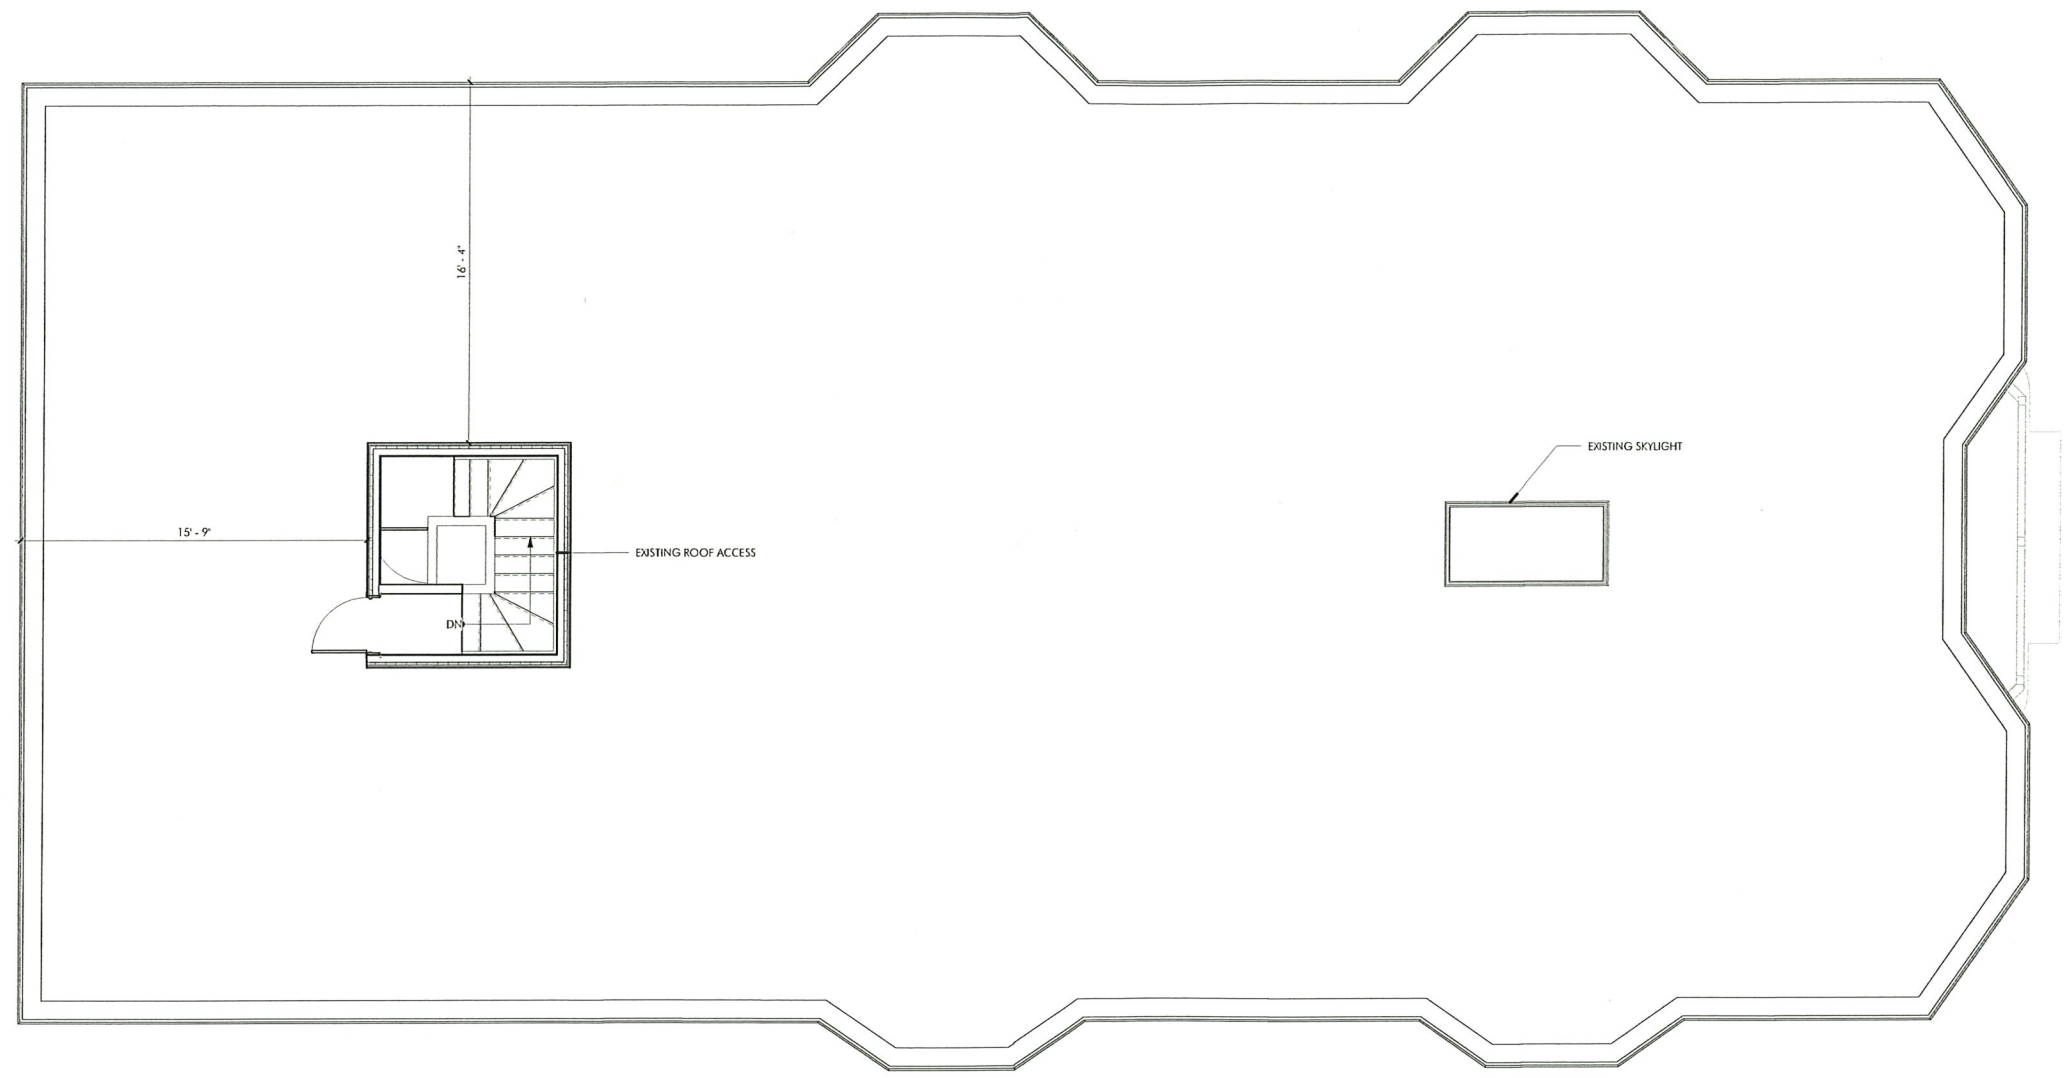 16' - 4"
EXISTING SKYLIGHT
15' - 9"
EXISTING ROOF ACCESS
DN